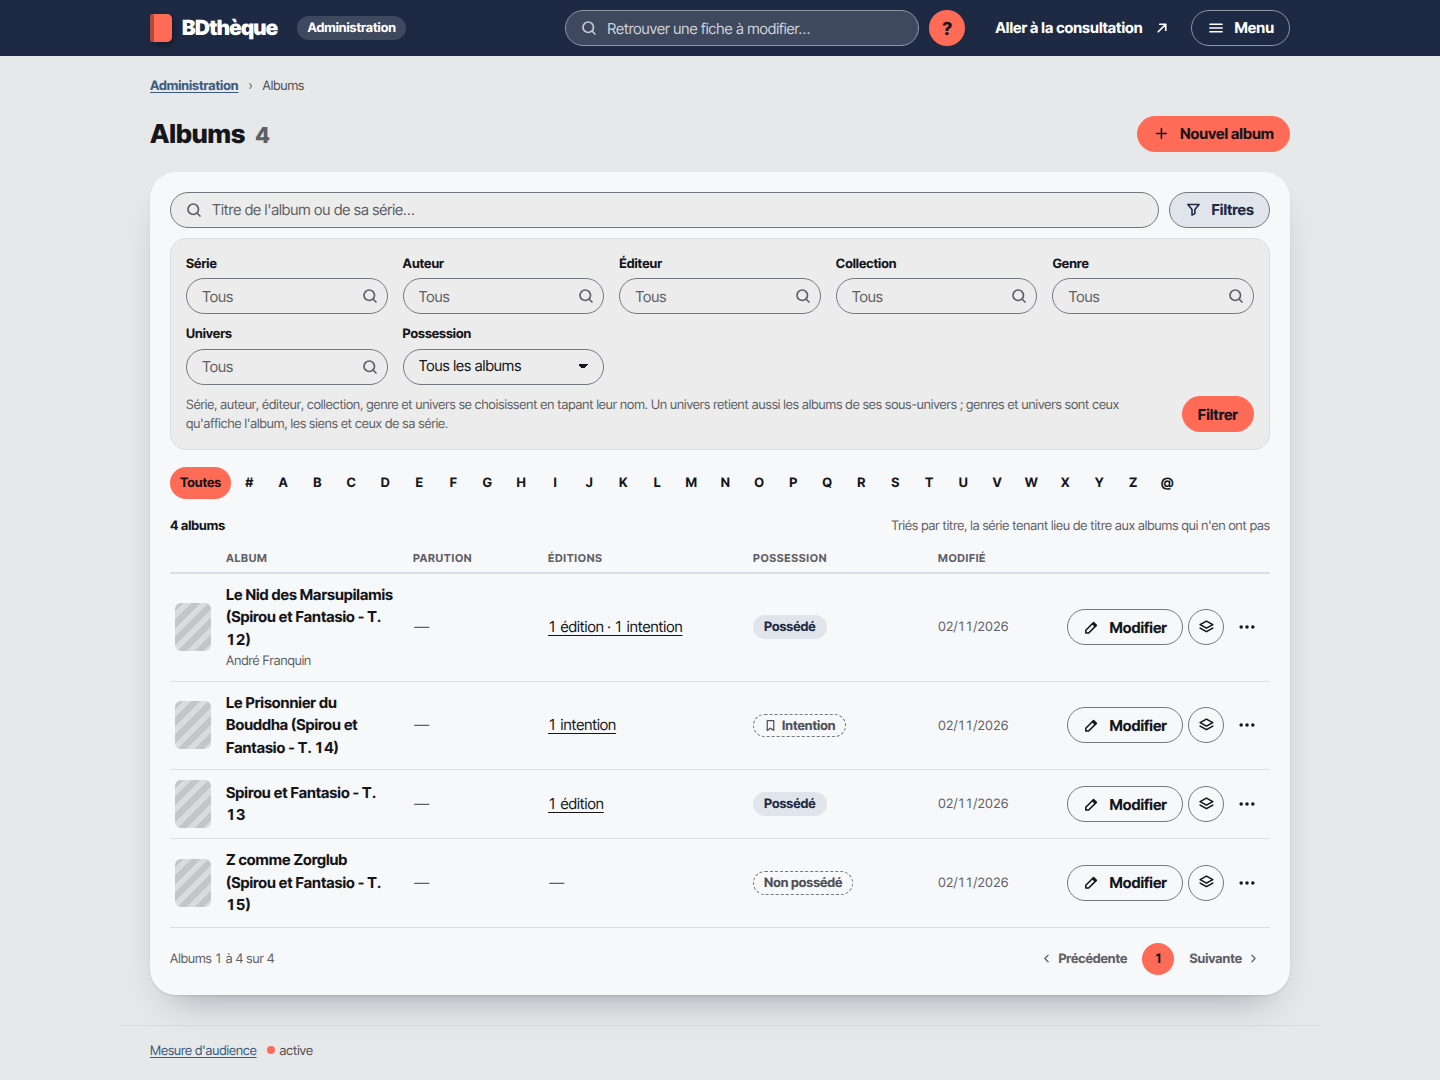 BDthèque
Administration
Retrouver une fiche à modifier...
?
Aller à la consultation
Menu
Administration › Albums
Albums 4
Nouvel album
Titre de l'album ou de sa série...
Filtres
Série
Auteur
Éditeur
Collection
Genre
Tous
Tous
Tous
Tous
Tous
Univers
Possession
Tous
Tous les albums
Série, auteur, éditeur, collection, genre et univers se choisissent en tapant leur nom. Un univers retient aussi les albums de ses sous-univers ; genres et univers sont ceux
qu'affiche l'album, les siens et ceux de sa série.
Filtrer
Toutes # A B C D E F G H I J K L M N O P Q R S T U V W X Y Z @
4 albums
Triés par titre, la série tenant lieu de titre aux albums qui n'en ont pas
ALBUM PARUTION ÉDITIONS POSSESSION MODIFIÉ
Le Nid des Marsupilamis
(Spirou et Fantasio - T.
12)
André Franquin
—
1 édition · 1 intention
Possédé
02/11/2026
Modifier
Le Prisonnier du
Bouddha (Spirou et
Fantasio - T. 14)
—
1 intention
Intention
02/11/2026
Modifier
Spirou et Fantasio - T.
13
—
1 édition
Possédé
02/11/2026
Modifier
Z comme Zorglub
(Spirou et Fantasio - T.
15)
—
—
Non possédé
02/11/2026
Modifier
Albums 1 à 4 sur 4
‹ Précédente
1
Suivante ›
Mesure d'audience
active